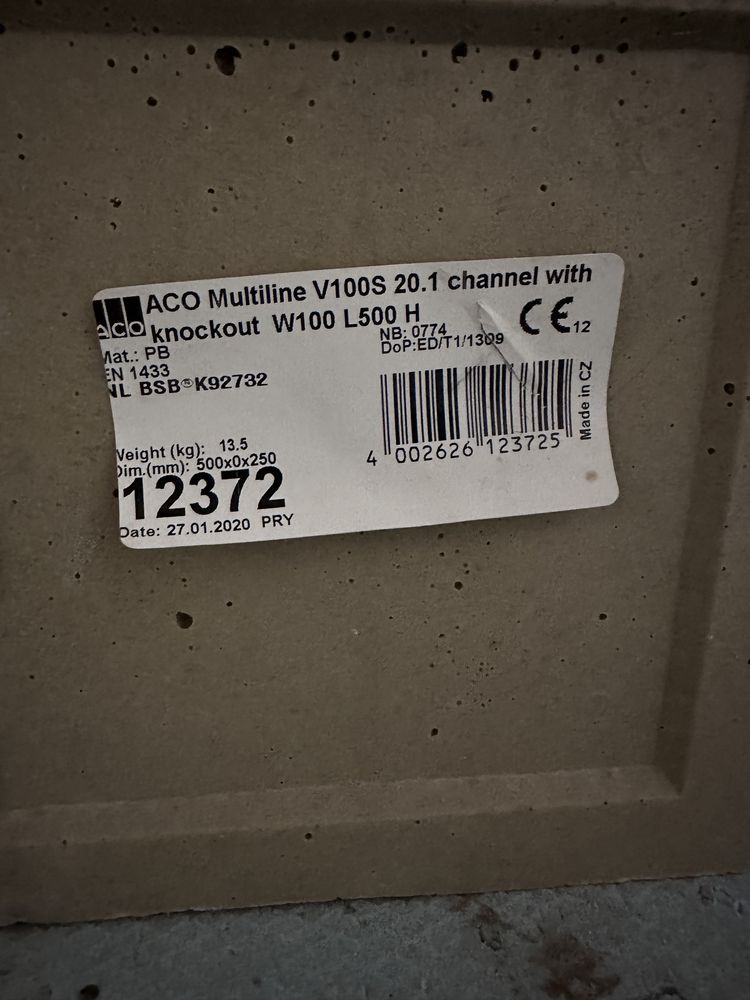 ACO Multiline V100S 20.1 channel with
aco knockout W100 L500 H
Mat.: PB
NB: 0774
DoP:ED/T1/1309
CE 12
EN 1433
NL BSB®K92732
Made in CZ
4 002626 123725
Weight (kg): 13.5
Dim.(mm): 500x0x250
12372
Date: 27.01.2020 PRY